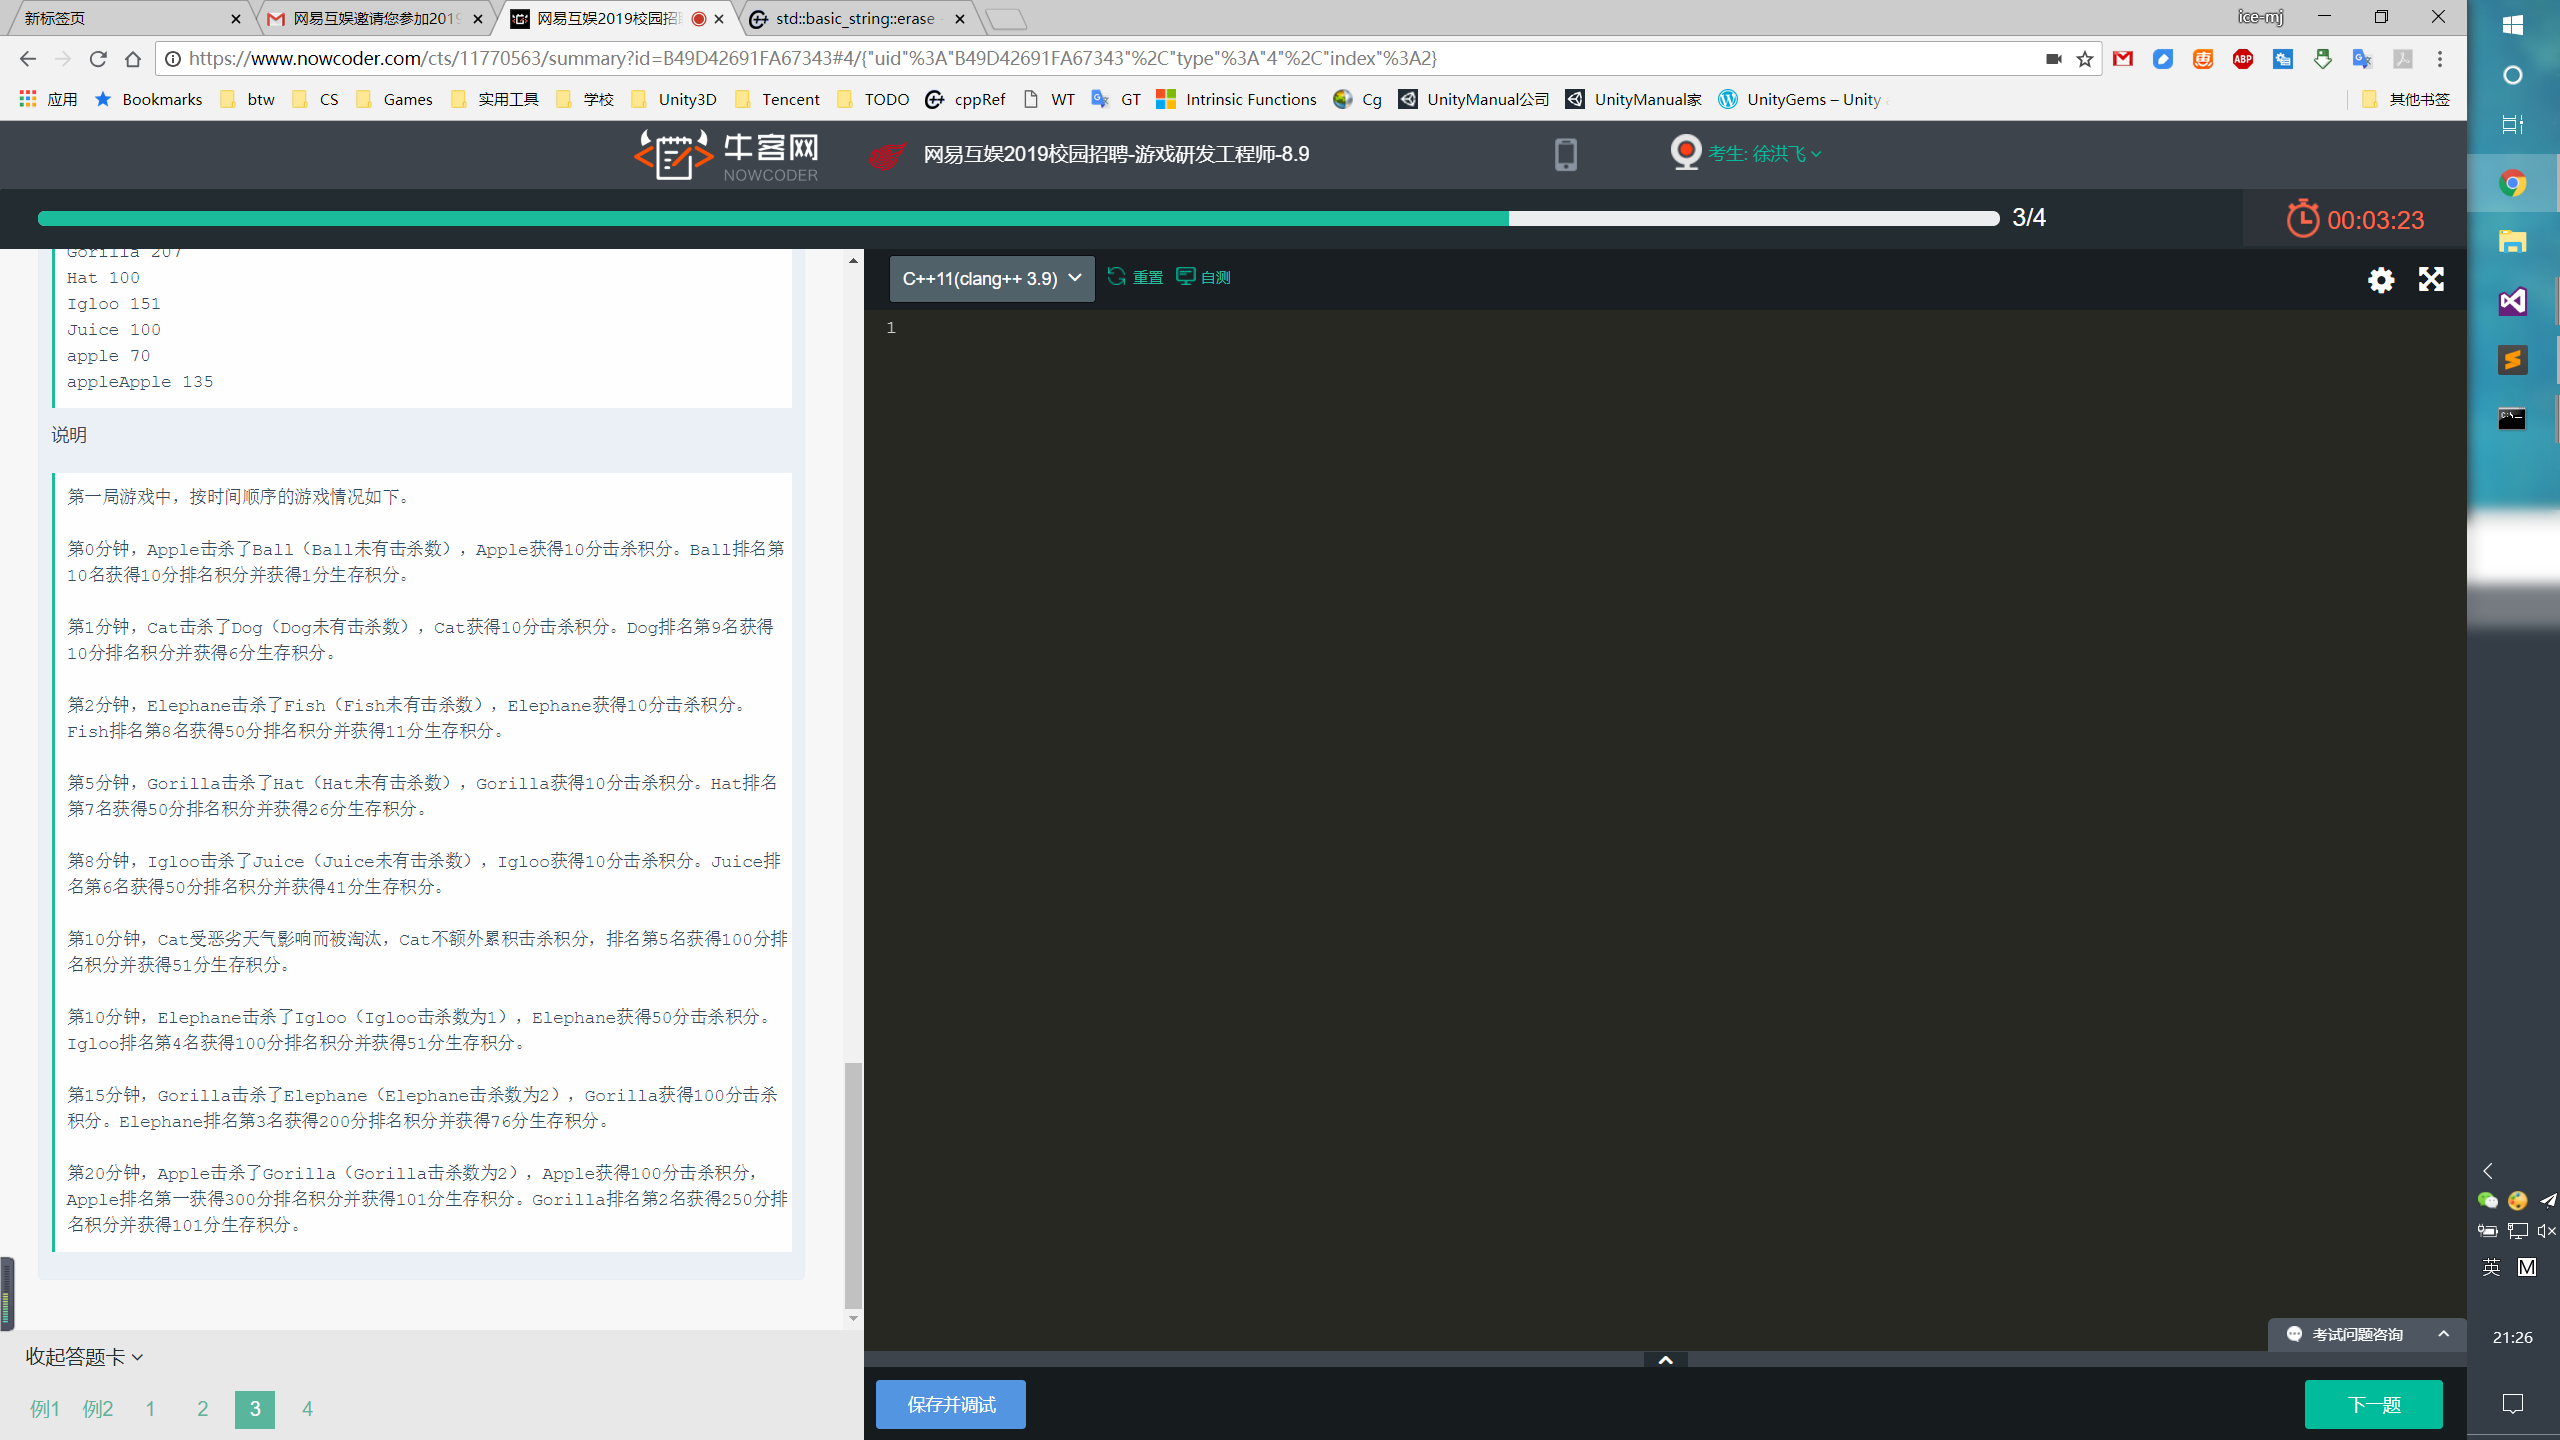 新标签页
网易互娱邀请您参加2019
网易互娱2019校园招
std::basic_string::erase
ice-mj
https://www.nowcoder.com/cts/11770563/summary?id=B49D42691FA67343#4/{"uid"%3A"B49D42691FA67343"%2C"type"%3A"4"%2C"index"%3A2}
应用 Bookmarks btw CS Games 实用工具 学校 Unity3D Tencent TODO cppRef WT GT Intrinsic Functions Cg UnityManual公司 UnityManual家 UnityGems – Unity 其他书签
牛客网
NOWCODER
网易互娱2019校园招聘-游戏研发工程师-8.9
考生: 徐洪飞
3/4
00:03:23
Gorilla 207
Hat 100
Igloo 151
Juice 100
apple 70
appleApple 135
说明
第一局游戏中，按时间顺序的游戏情况如下。
第0分钟，Apple击杀了Ball（Ball未有击杀数），Apple获得10分击杀积分。Ball排名第
10名获得10分排名积分并获得1分生存积分。
第1分钟，Cat击杀了Dog（Dog未有击杀数），Cat获得10分击杀积分。Dog排名第9名获得
10分排名积分并获得6分生存积分。
第2分钟，Elephane击杀了Fish（Fish未有击杀数），Elephane获得10分击杀积分。
Fish排名第8名获得50分排名积分并获得11分生存积分。
第5分钟，Gorilla击杀了Hat（Hat未有击杀数），Gorilla获得10分击杀积分。Hat排名
第7名获得50分排名积分并获得26分生存积分。
第8分钟，Igloo击杀了Juice（Juice未有击杀数），Igloo获得10分击杀积分。Juice排
名第6名获得50分排名积分并获得41分生存积分。
第10分钟，Cat受恶劣天气影响而被淘汰，Cat不额外累积击杀积分，排名第5名获得100分排
名积分并获得51分生存积分。
第10分钟，Elephane击杀了Igloo（Igloo击杀数为1），Elephane获得50分击杀积分。
Igloo排名第4名获得100分排名积分并获得51分生存积分。
第15分钟，Gorilla击杀了Elephane（Elephane击杀数为2），Gorilla获得100分击杀
积分。Elephane排名第3名获得200分排名积分并获得76分生存积分。
第20分钟，Apple击杀了Gorilla（Gorilla击杀数为2），Apple获得100分击杀积分，
Apple排名第一获得300分排名积分并获得101分生存积分。Gorilla排名第2名获得250分排
名积分并获得101分生存积分。
收起答题卡
例1 例2 1 2 3 4
C++11(clang++ 3.9) 重置 自测
1
考试问题咨询
保存并调试
下一题
英 M
21:26